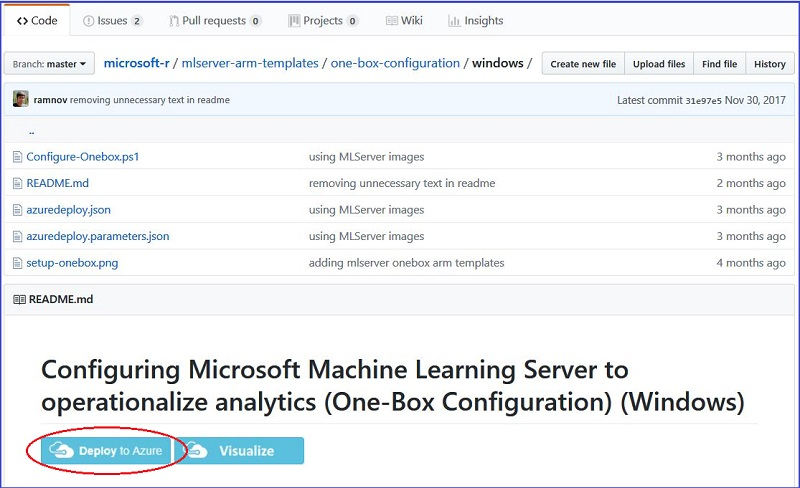 Code Issues 2 Pull requests 0 Projects 0 Wiki Insights
Branch: master microsoft-r / mlserver-arm-templates / one-box-configuration / windows / Create new file Upload files Find file History
ramnov removing unnecessary text in readme Latest commit 31e97e5 Nov 30, 2017
..
Configure-Onebox.ps1 using MLServer images 3 months ago
README.md removing unnecessary text in readme 2 months ago
azuredeploy.json using MLServer images 3 months ago
azuredeploy.parameters.json using MLServer images 3 months ago
setup-onebox.png adding mlserver onebox arm templates 4 months ago
README.md
Configuring Microsoft Machine Learning Server to
operationalize analytics (One-Box Configuration) (Windows)
Deploy to Azure Visualize